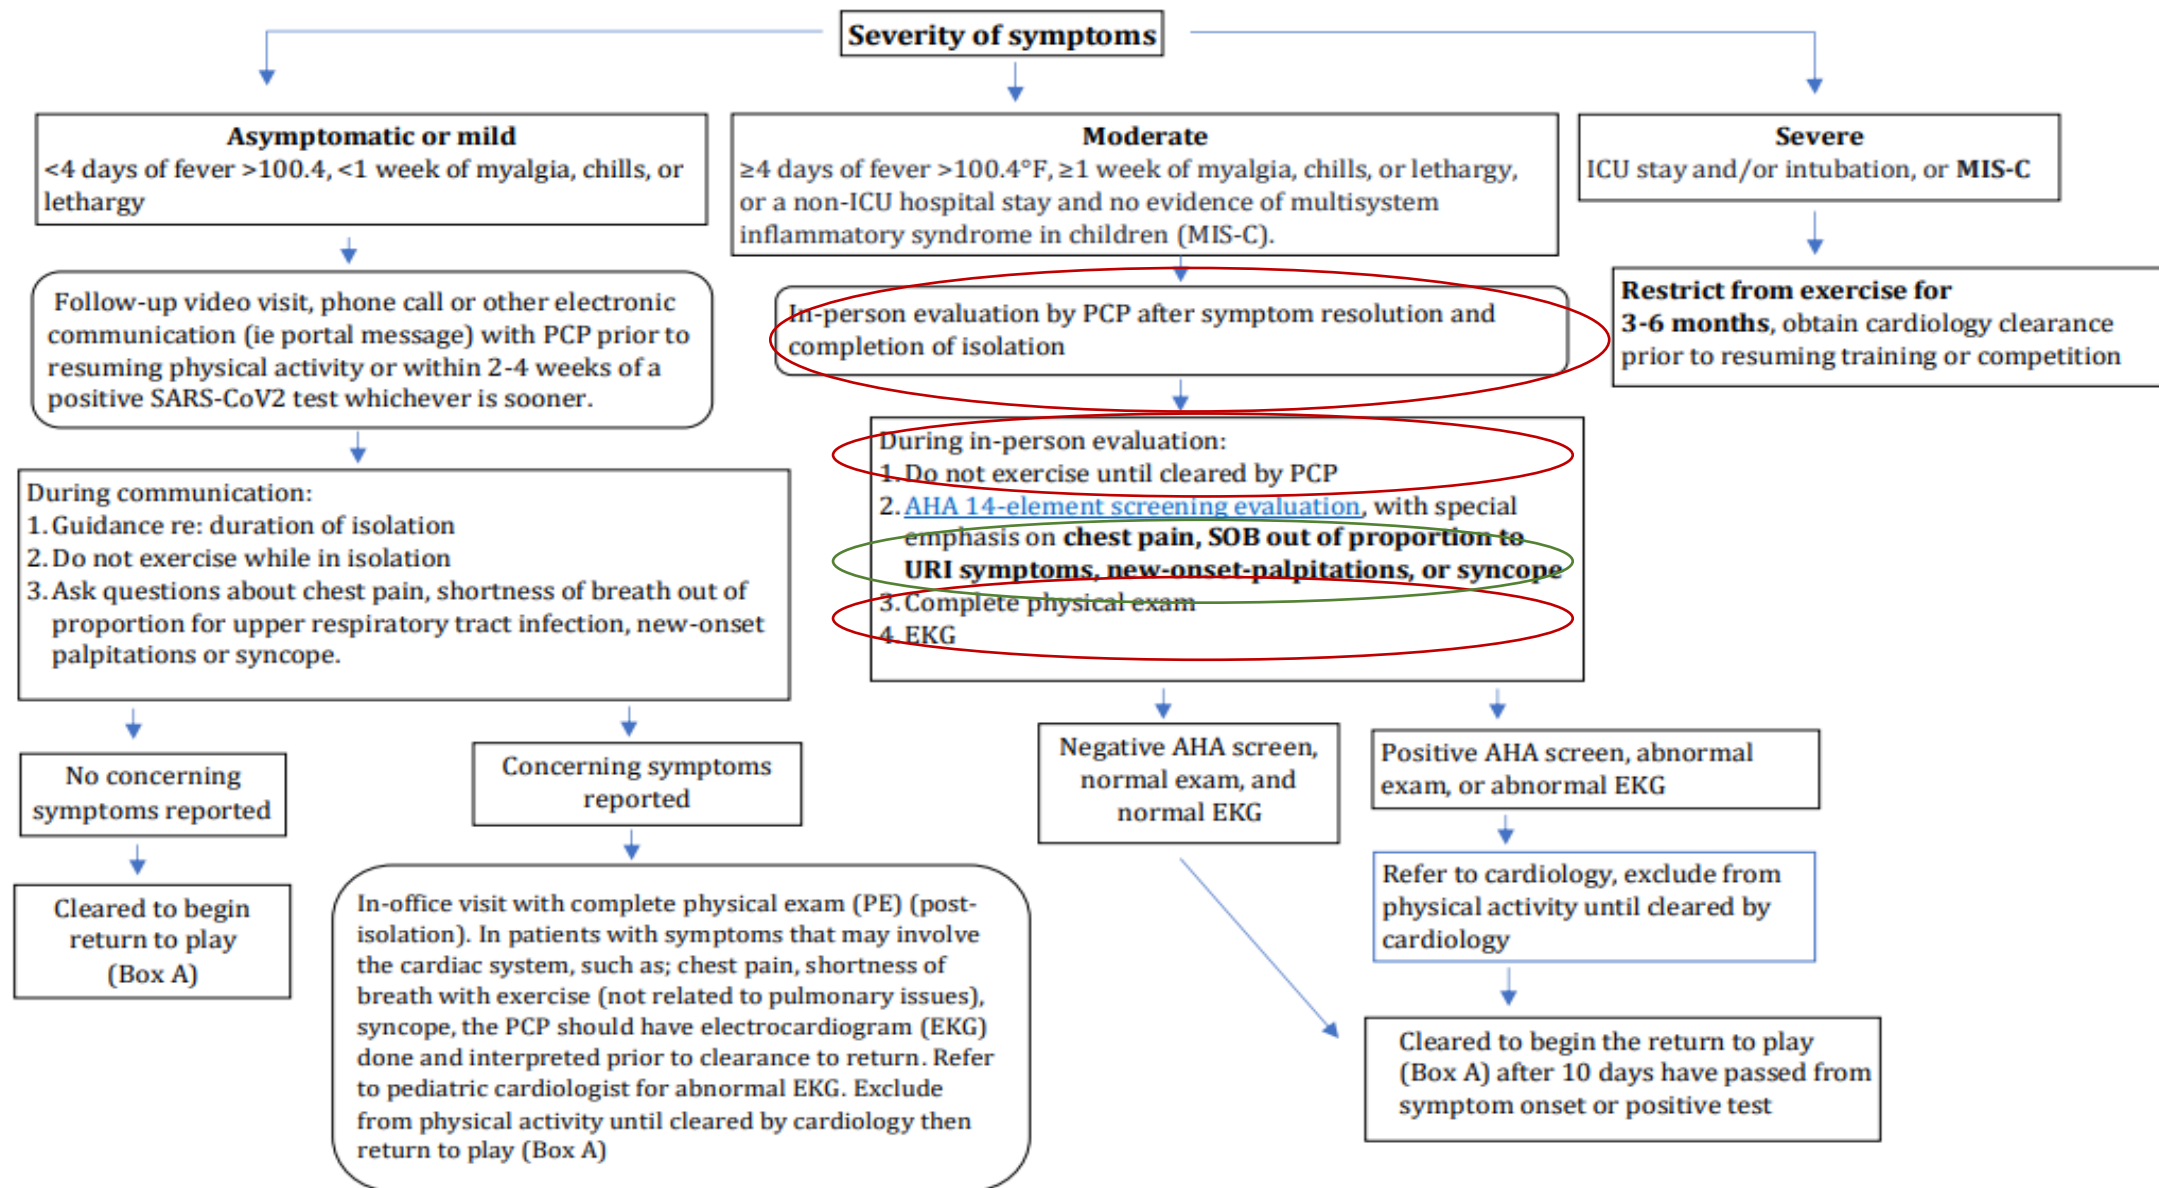 Severity of symptoms
Asymptomatic or mild
<4 days of fever >100.4, <1 week of myalgia, chills, or
lethargy
Follow-up video visit, phone call or other electronic
communication (ie portal message) with PCP prior to
resuming physical activity or within 2-4 weeks of a
positive SARS-CoV2 test whichever is sooner.
During communication:
1. Guidance re: duration of isolation
2. Do not exercise while in isolation
3. Ask questions about chest pain, shortness of breath out of
proportion for upper respiratory tract infection, new-onset
palpitations or syncope.
No concerning
symptoms reported
Cleared to begin
return to play
(Box A)
Concerning symptoms
reported
In-office visit with complete physical exam (PE) (post-
isolation). In patients with symptoms that may involve
the cardiac system, such as; chest pain, shortness of
breath with exercise (not related to pulmonary issues),
syncope, the PCP should have electrocardiogram (EKG)
done and interpreted prior to clearance to return. Refer
to pediatric cardiologist for abnormal EKG. Exclude
from physical activity until cleared by cardiology then
return to play (Box A)
Moderate
≥4 days of fever >100.4°F, ≥1 week of myalgia, chills, or lethargy,
or a non-ICU hospital stay and no evidence of multisystem
inflammatory syndrome in children (MIS-C).
In-person evaluation by PCP after symptom resolution and
completion of isolation
During in-person evaluation:
1. Do not exercise until cleared by PCP
2. AHA 14-element screening evaluation, with special
emphasis on chest pain, SOB out of proportion to
URI symptoms, new-onset-palpitations, or syncope
3. Complete physical exam
4. EKG
Negative AHA screen,
normal exam, and
normal EKG
Positive AHA screen, abnormal
exam, or abnormal EKG
Refer to cardiology, exclude from
physical activity until cleared by
cardiology
Cleared to begin the return to play
(Box A) after 10 days have passed from
symptom onset or positive test
Severe
ICU stay and/or intubation, or MIS-C
Restrict from exercise for
3-6 months, obtain cardiology clearance
prior to resuming training or competition